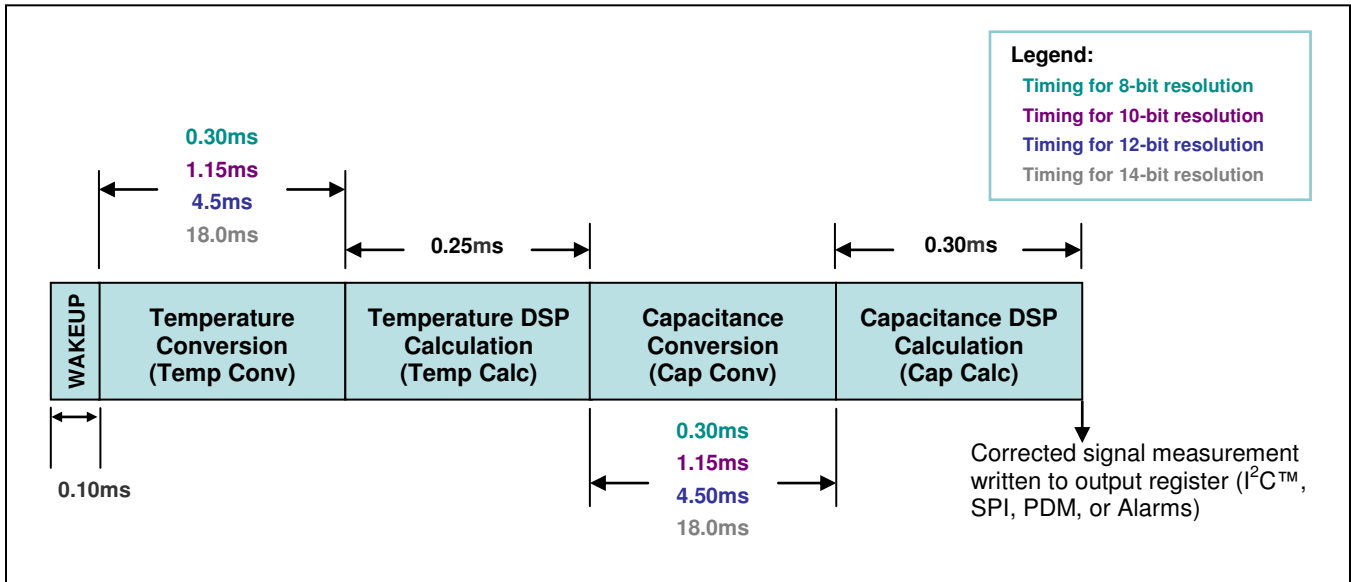 Legend:
Timing for 8-bit resolution
Timing for 10-bit resolution
Timing for 12-bit resolution
Timing for 14-bit resolution
0.30ms
1.15ms
4.5ms
18.0ms
0.25ms
0.30ms
WAKEUP
Temperature
Conversion
(Temp Conv)
Temperature DSP
Calculation
(Temp Calc)
Capacitance
Conversion
(Cap Conv)
Capacitance DSP
Calculation
(Cap Calc)
0.10ms
0.30ms
1.15ms
4.50ms
18.0ms
Corrected signal measurement
written to output register (I²C™,
SPI, PDM, or Alarms)